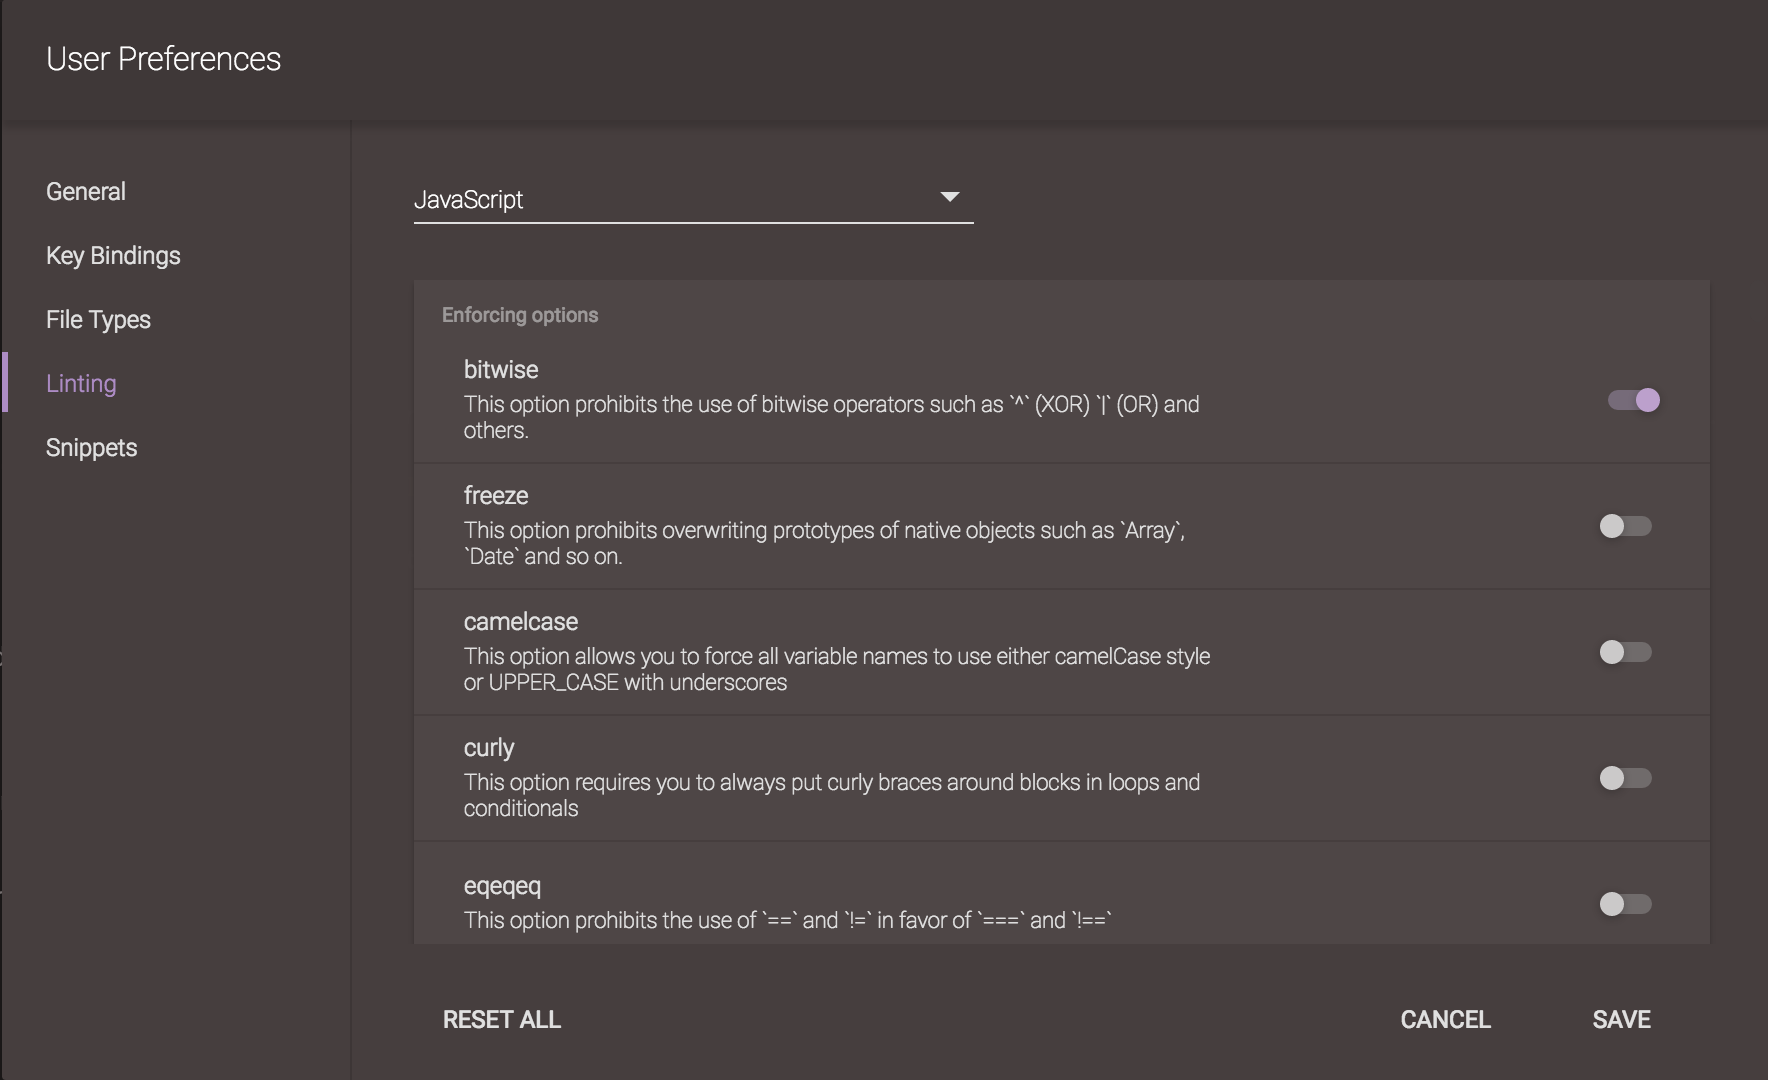 User Preferences
General
Key Bindings
File Types
Linting
Snippets
JavaScript
Enforcing options
bitwise
This option prohibits the use of bitwise operators such as `^` (XOR) `|` (OR) and
others.
freeze
This option prohibits overwriting prototypes of native objects such as `Array`,
`Date` and so on.
camelcase
This option allows you to force all variable names to use either camelCase style
or UPPER_CASE with underscores
curly
This option requires you to always put curly braces around blocks in loops and
conditionals
eqeqeq
This option prohibits the use of `==` and `!=` in favor of `===` and `!==`
RESET ALL
CANCEL
SAVE